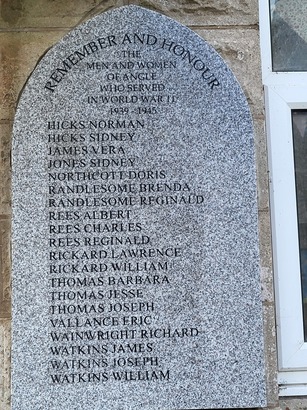 REMEMBER AND HONOUR
THE
MEN AND WOMEN
OF ANGLE
WHO SERVED
IN WORLD WAR II
1939 - 1945
HICKS NORMAN
HICKS SIDNEY
JAMES VERA
JONES SIDNEY
NORTHCOTT DORIS
RANDLESOME BRENDA
RANDLESOME REGINALD
REES ALBERT
REES CHARLES
REES REGINALD
RICKARD LAWRENCE
RICKARD WILLIAM
THOMAS BARBARA
THOMAS JESSE
THOMAS JOSEPH
VALLANCE ERIC
WAINWRIGHT RICHARD
WATKINS JAMES
WATKINS JOSEPH
WATKINS WILLIAM